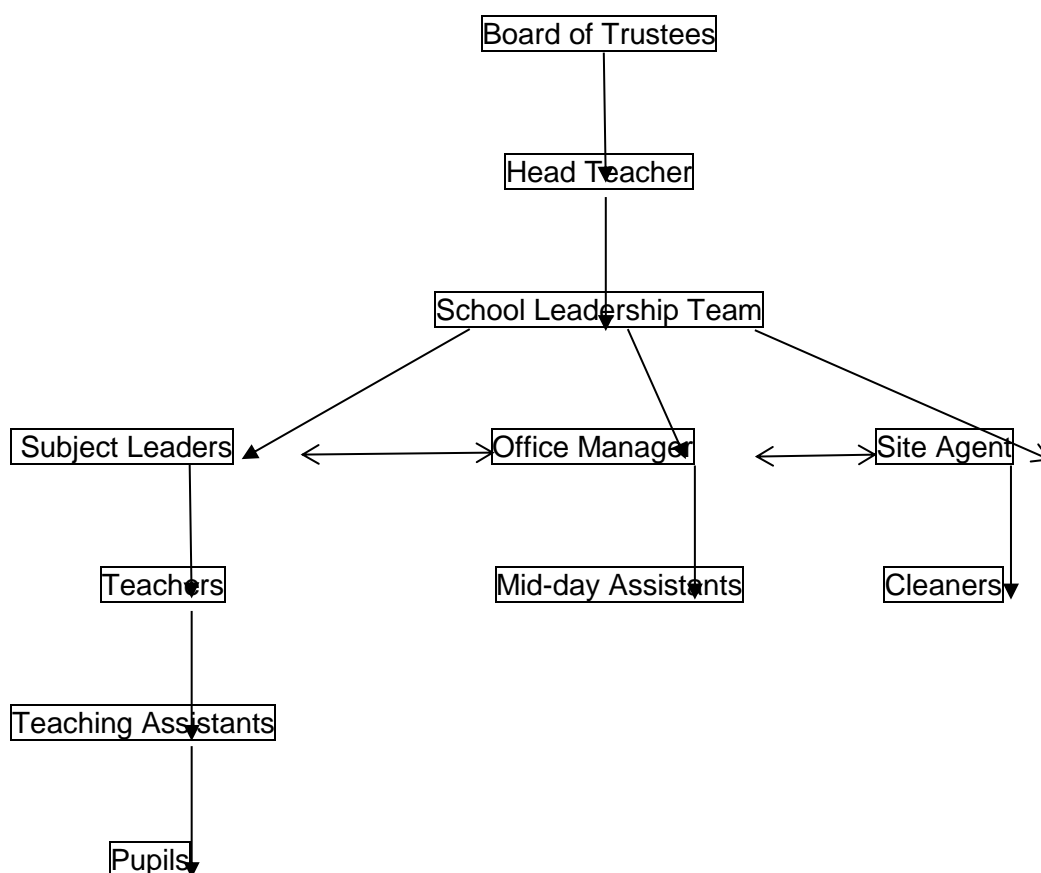 Board of Trustees
Head Teacher
School Leadership Team
Subject Leaders
Office Manager
Site Agent
Teachers
Mid-day Assistants
Cleaners
Teaching Assistants
Pupils